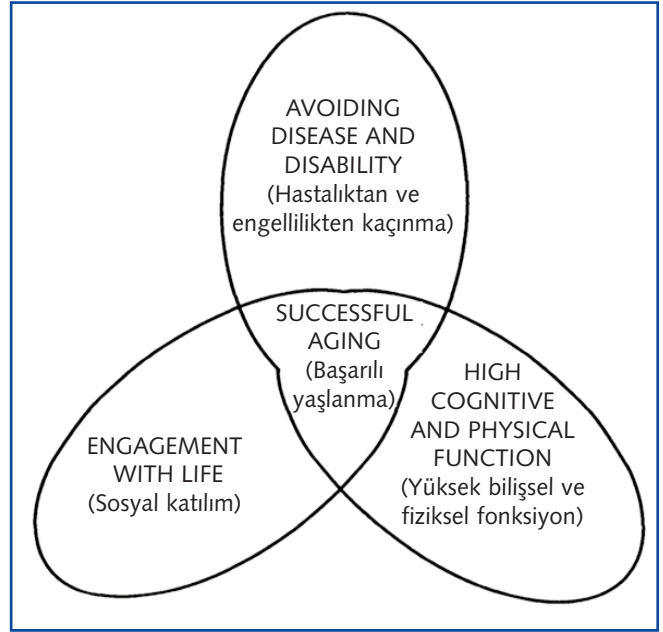 AVOIDING
DISEASE AND
DISABILITY
(Hastalıktan ve
engellilikten kaçınma)
SUCCESSFUL
AGING
(Başarılı
yaşlanma)
ENGAGEMENT
WITH LIFE
(Sosyal katılım)
HIGH
COGNITIVE
AND PHYSICAL
FUNCTION
(Yüksek bilişsel ve
fiziksel fonksiyon)